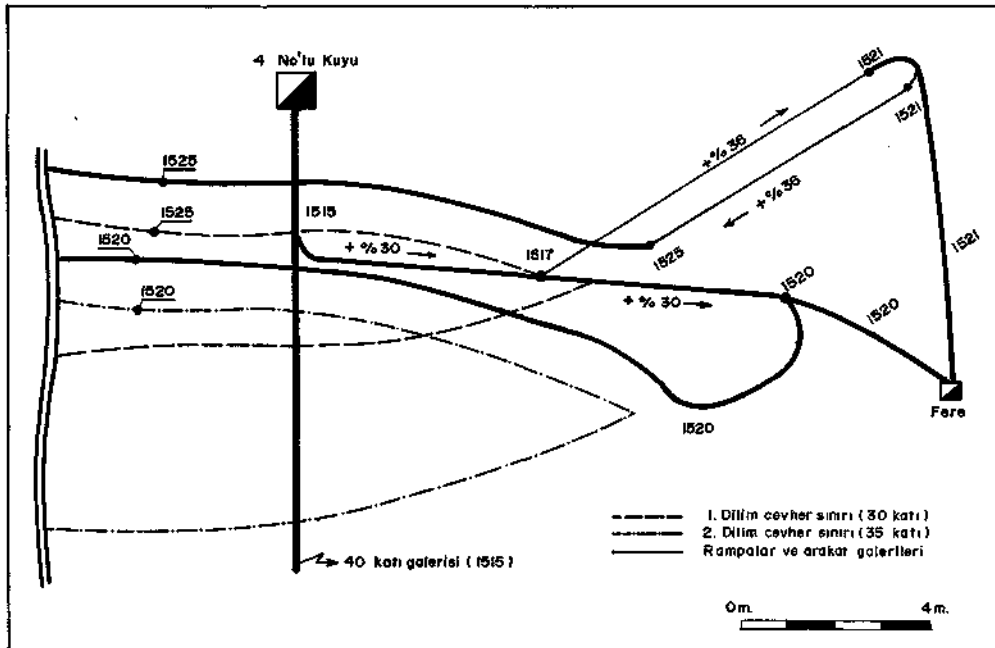 4 No'lu Kuyu
1521
1521
+%36
+%36
1525
1525
1520
1520
1515
+ %30
1517
1525
+ %30
1520
1520
1521
1520
Fere
1. Dilim cevher sınırı (30 katı)
2. Dilim cevher sınırı (35 katı)
Rampalar ve arakat galerileri
40 katı galerisi (1515)
0m. 4m.